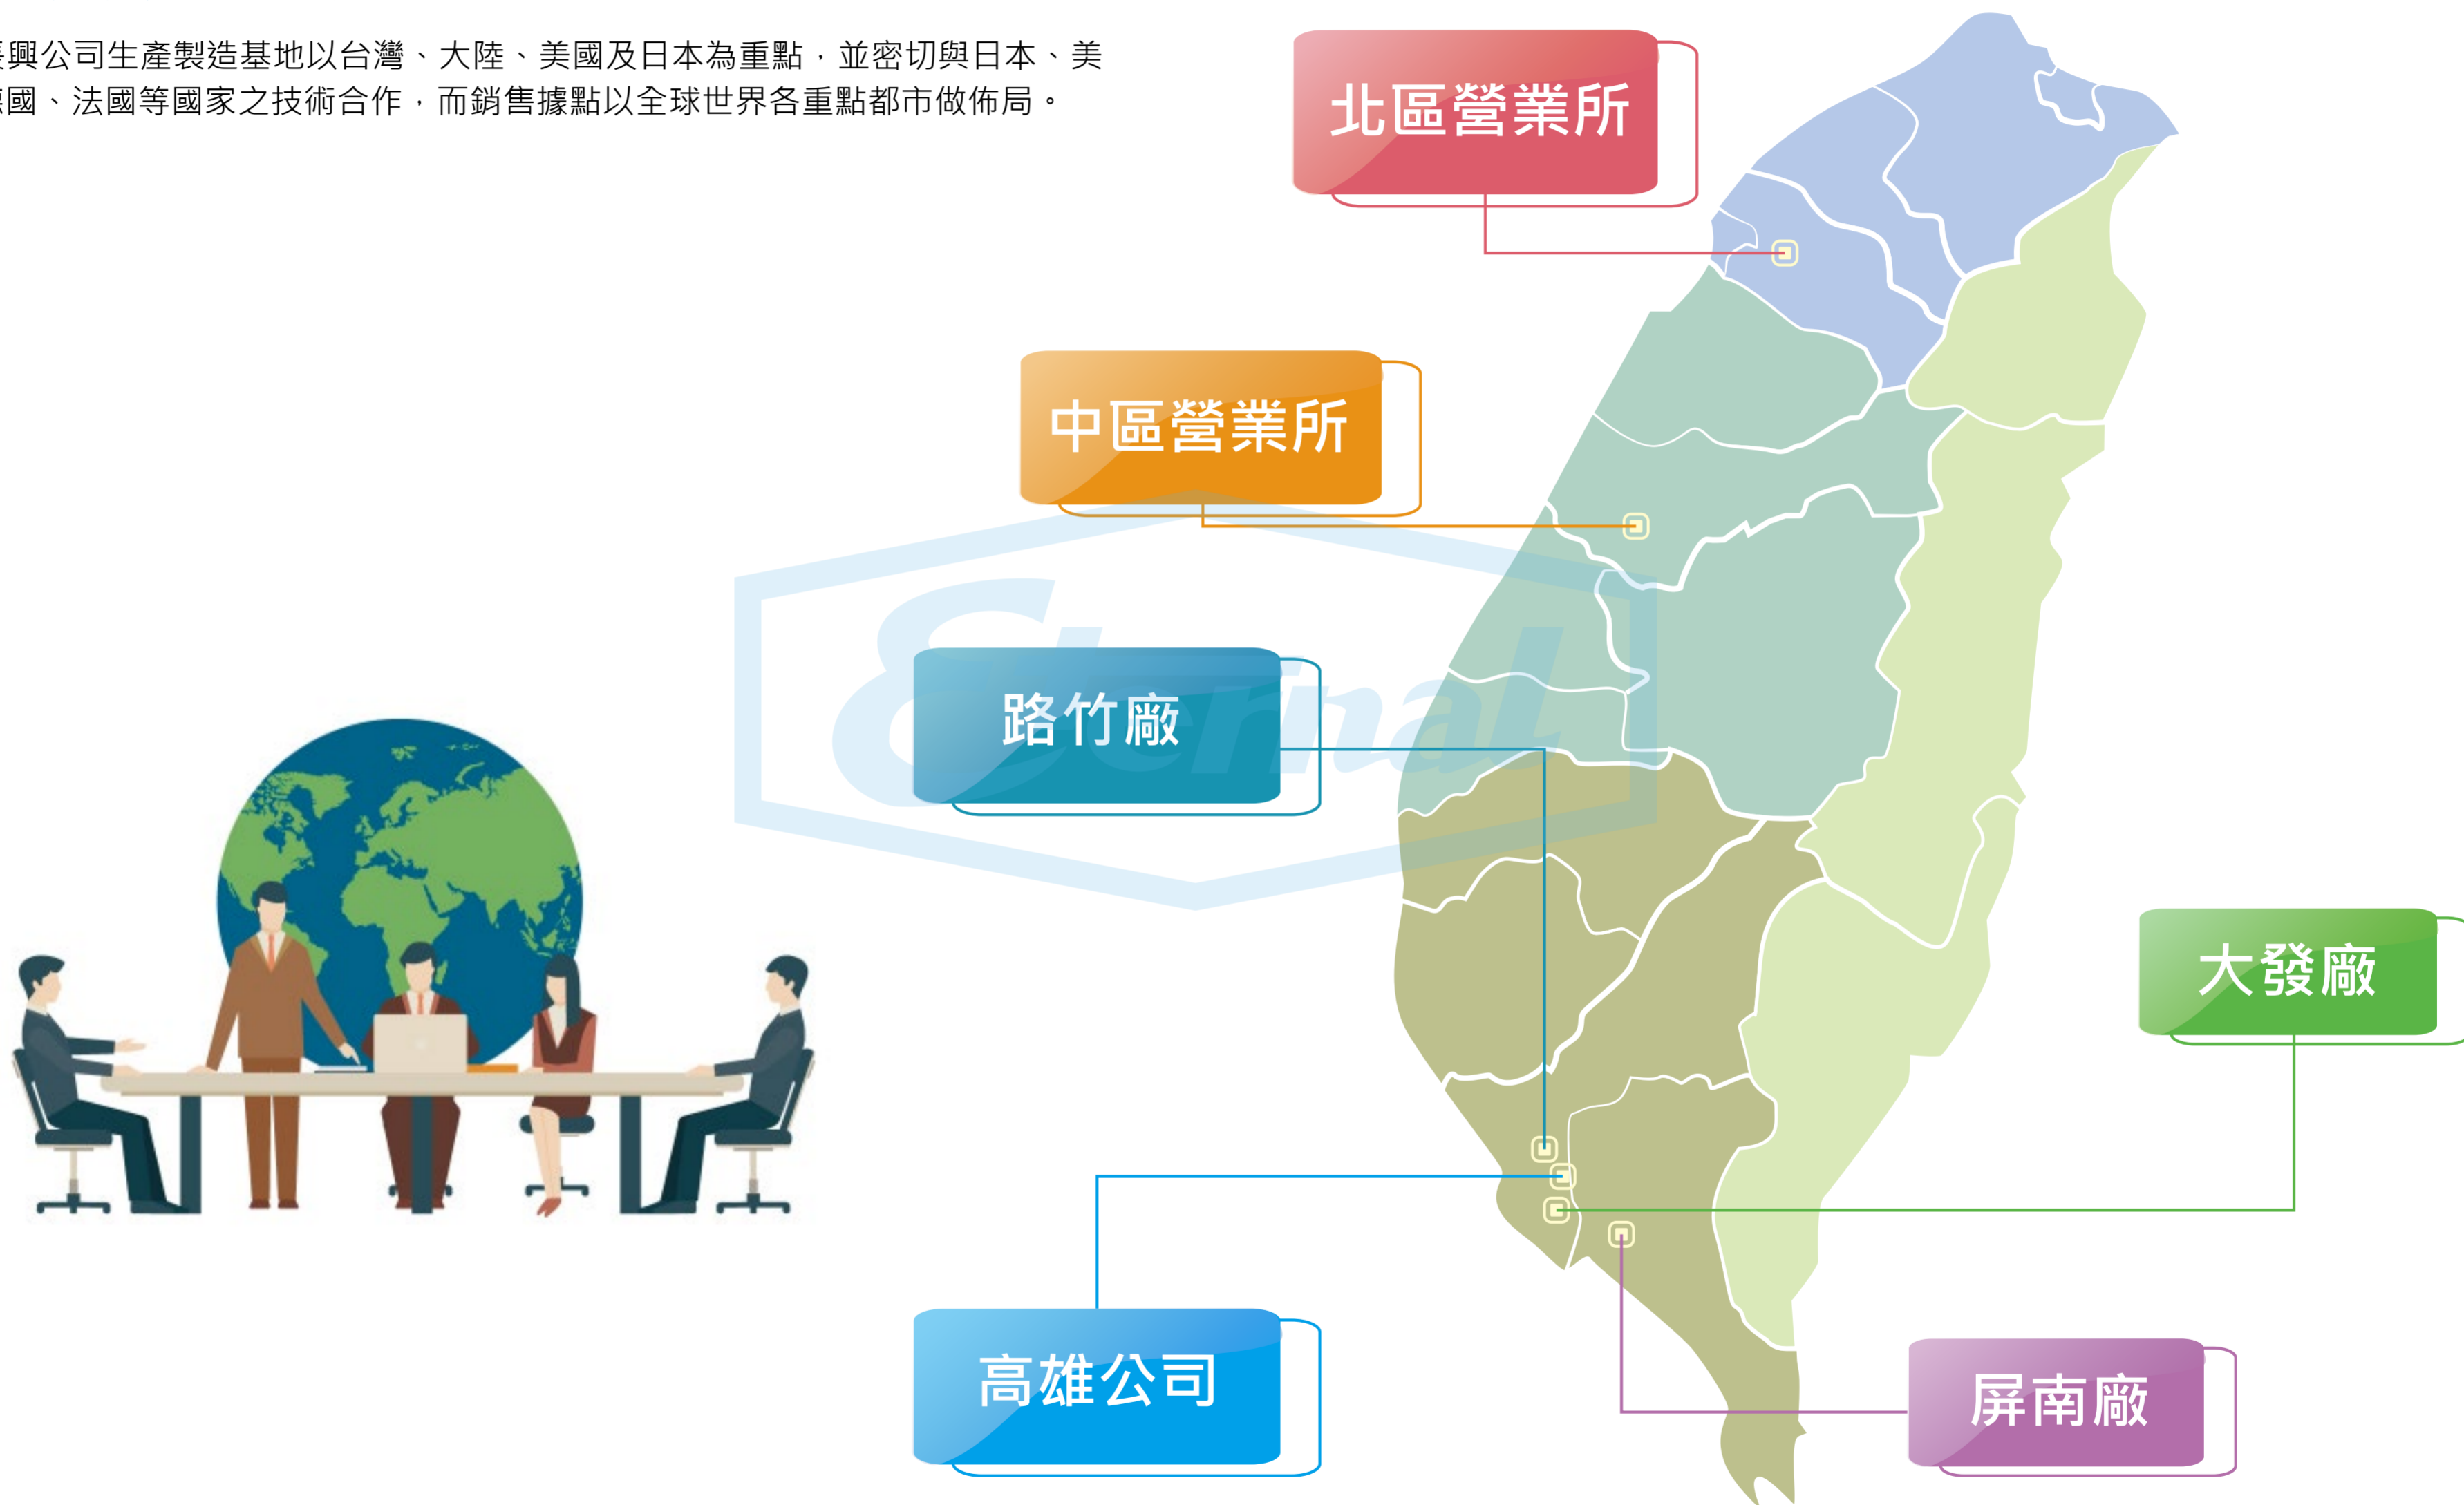 興公司生產製造基地以台灣、大陸、美國及日本為重點，並密切與日本、美
國、法國等國家之技術合作，而銷售據點以全球世界各重點都市做佈局。
北區營業所
中區營業所
Eternal
路竹廠
大發廠
高雄公司
屏南廠